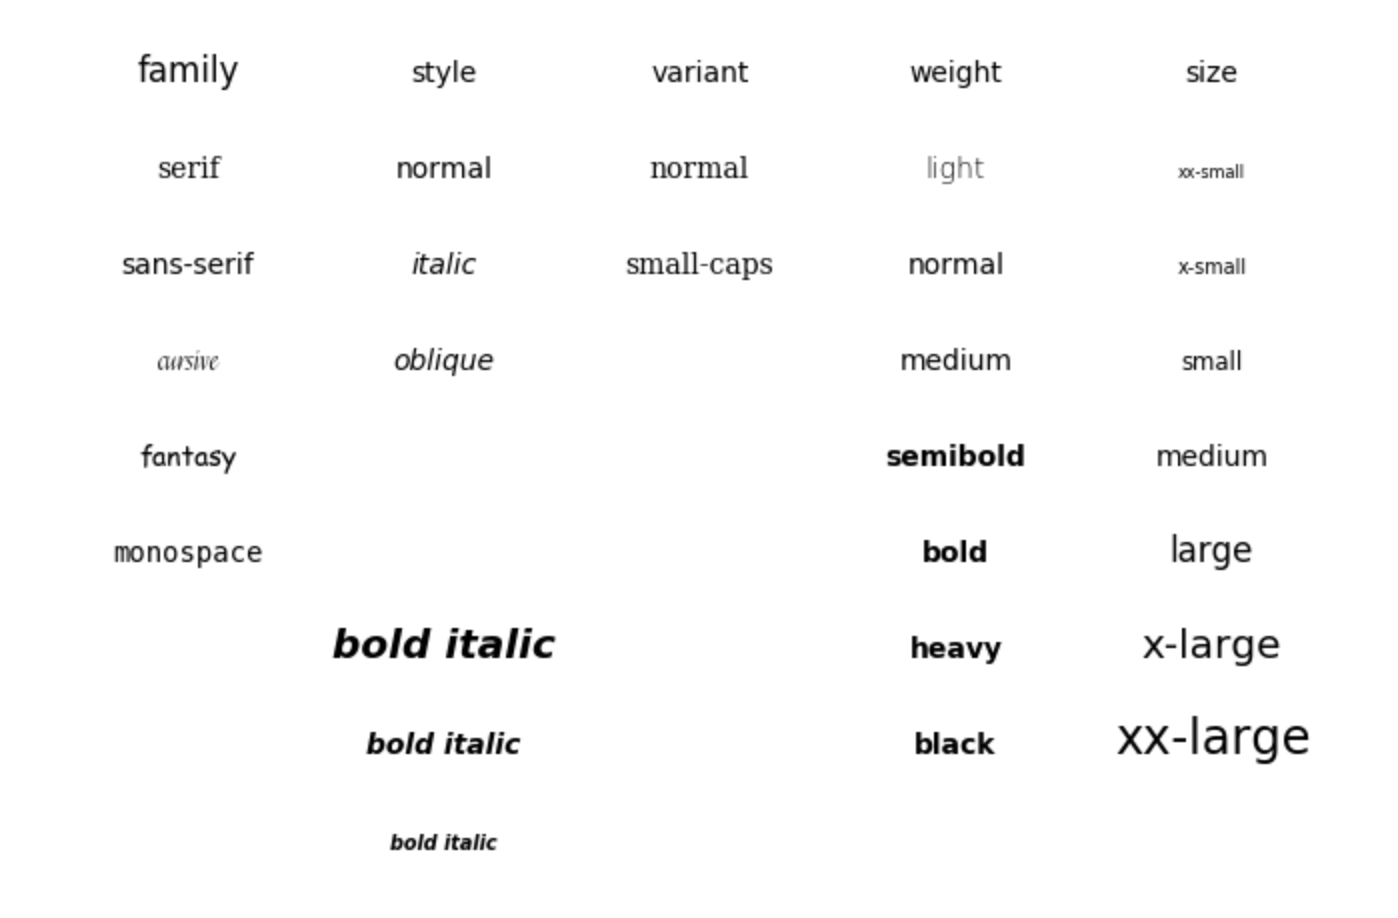 family style variant weight size
serif normal normal light xx-small
sans-serif italic small-caps normal x-small
cursive oblique medium small
fantasy semibold medium
monospace bold large
bold italic heavy x-large
bold italic black xx-large
bold italic